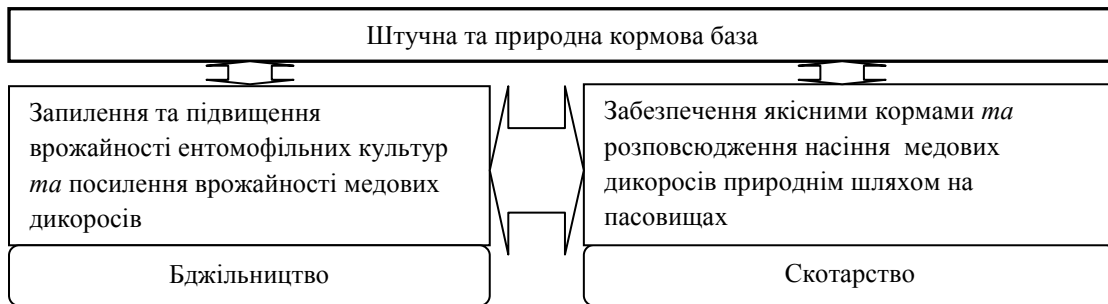 Штучна та природна кормова база
Запилення та підвищення
врожайності ентомофільних культур
та посилення врожайності медових
дикоросів
Бджільництво
Забезпечення якісними кормами та
розповсюдження насіння медових
дикоросів природнім шляхом на
пасовищах
Скотарство